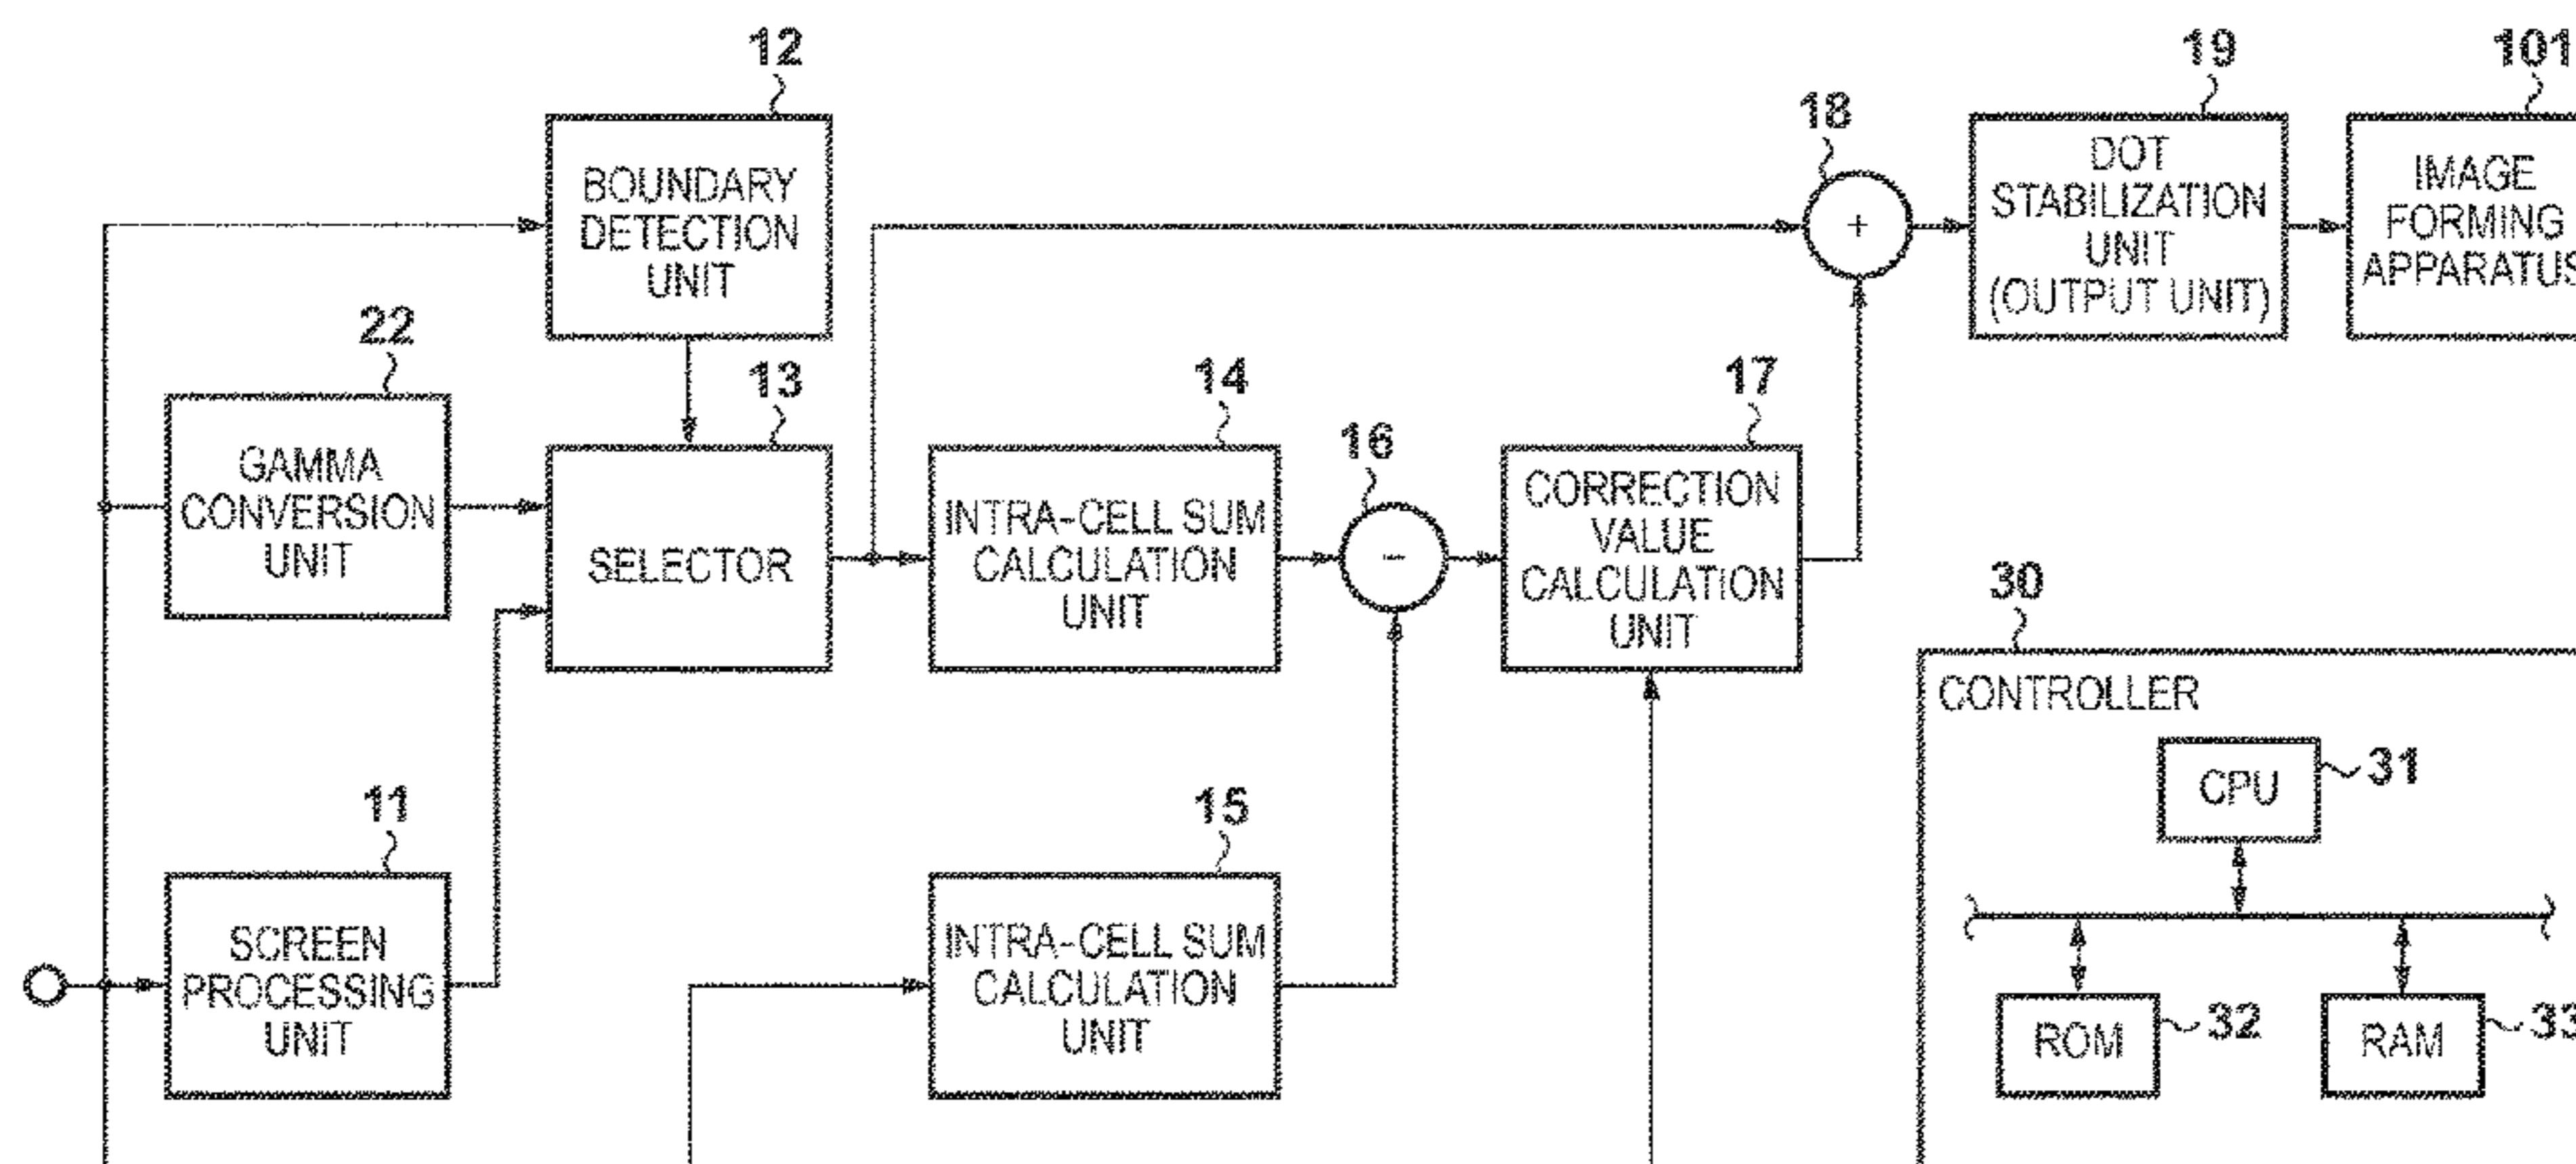 12
19
101
18
BOUNDARY
DETECTION
UNIT
+
DOT
STABILIZATION
UNIT
(OUTPUT UNIT)
IMAGE
FORMING
APPARATUS
22
13
14
17
16
GAMMA
CONVERSION
UNIT
SELECTOR
INTRA-CELL SUM
CALCULATION
UNIT
-
CORRECTION
VALUE
CALCULATION
UNIT
30
CONTROLLER
CPU
31
11
15
SCREEN
PROCESSING
UNIT
INTRA-CELL SUM
CALCULATION
UNIT
ROM
32
RAM
33